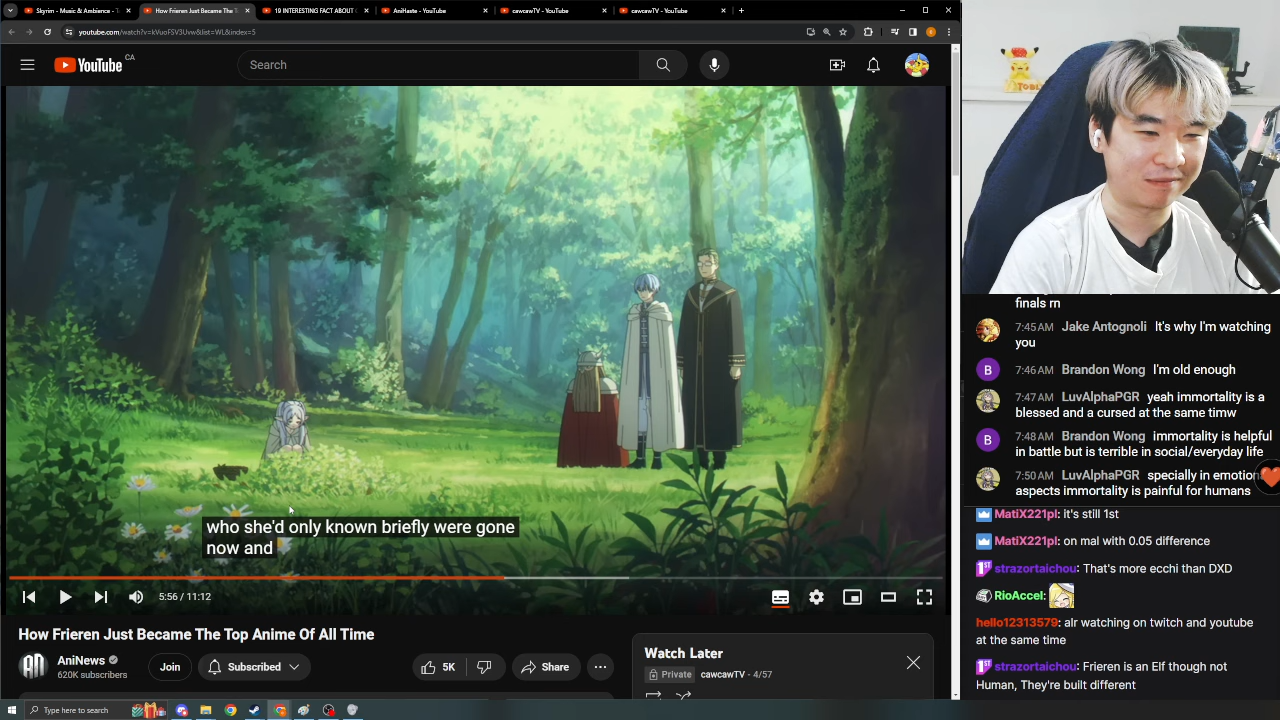 Skyrim - Music & Ambience - T
How Frieren Just Became The T
19 INTERESTING FACT ABOUT
AniHaste - YouTube
cawcawTV - YouTube
cawcawTV - YouTube
youtube.com/watch?v=kVuoFSV3Uvw&list=WL&index=5
YouTube CA
Search
who she'd only known briefly were gone
now and
5:56 / 11:12
How Frieren Just Became The Top Anime Of All Time
AniNews
620K subscribers
Join
Subscribed
5K
Share
Watch Later
Private
cawcawTV - 4/57
Type here to search
finals rn
7:45 AM Jake Antognoli It's why I'm watching
you
7:46 AM Brandon Wong I'm old enough
7:47 AM LuvAlphaPGR yeah immortality is a
blessed and a cursed at the same timw
7:48 AM Brandon Wong immortality is helpful
in battle but is terrible in social/everyday life
7:50 AM LuvAlphaPGR specially in emotion
aspects immortality is painful for humans
MatiX221pl: it's still 1st
MatiX221pl: on mal with 0.05 difference
1ST strazortaichou: That's more ecchi than DXD
RioAccel:
hello12313579: alr watching on twitch and youtube
at the same time
1ST strazortaichou: Frieren is an Elf though not
Human, They're built different